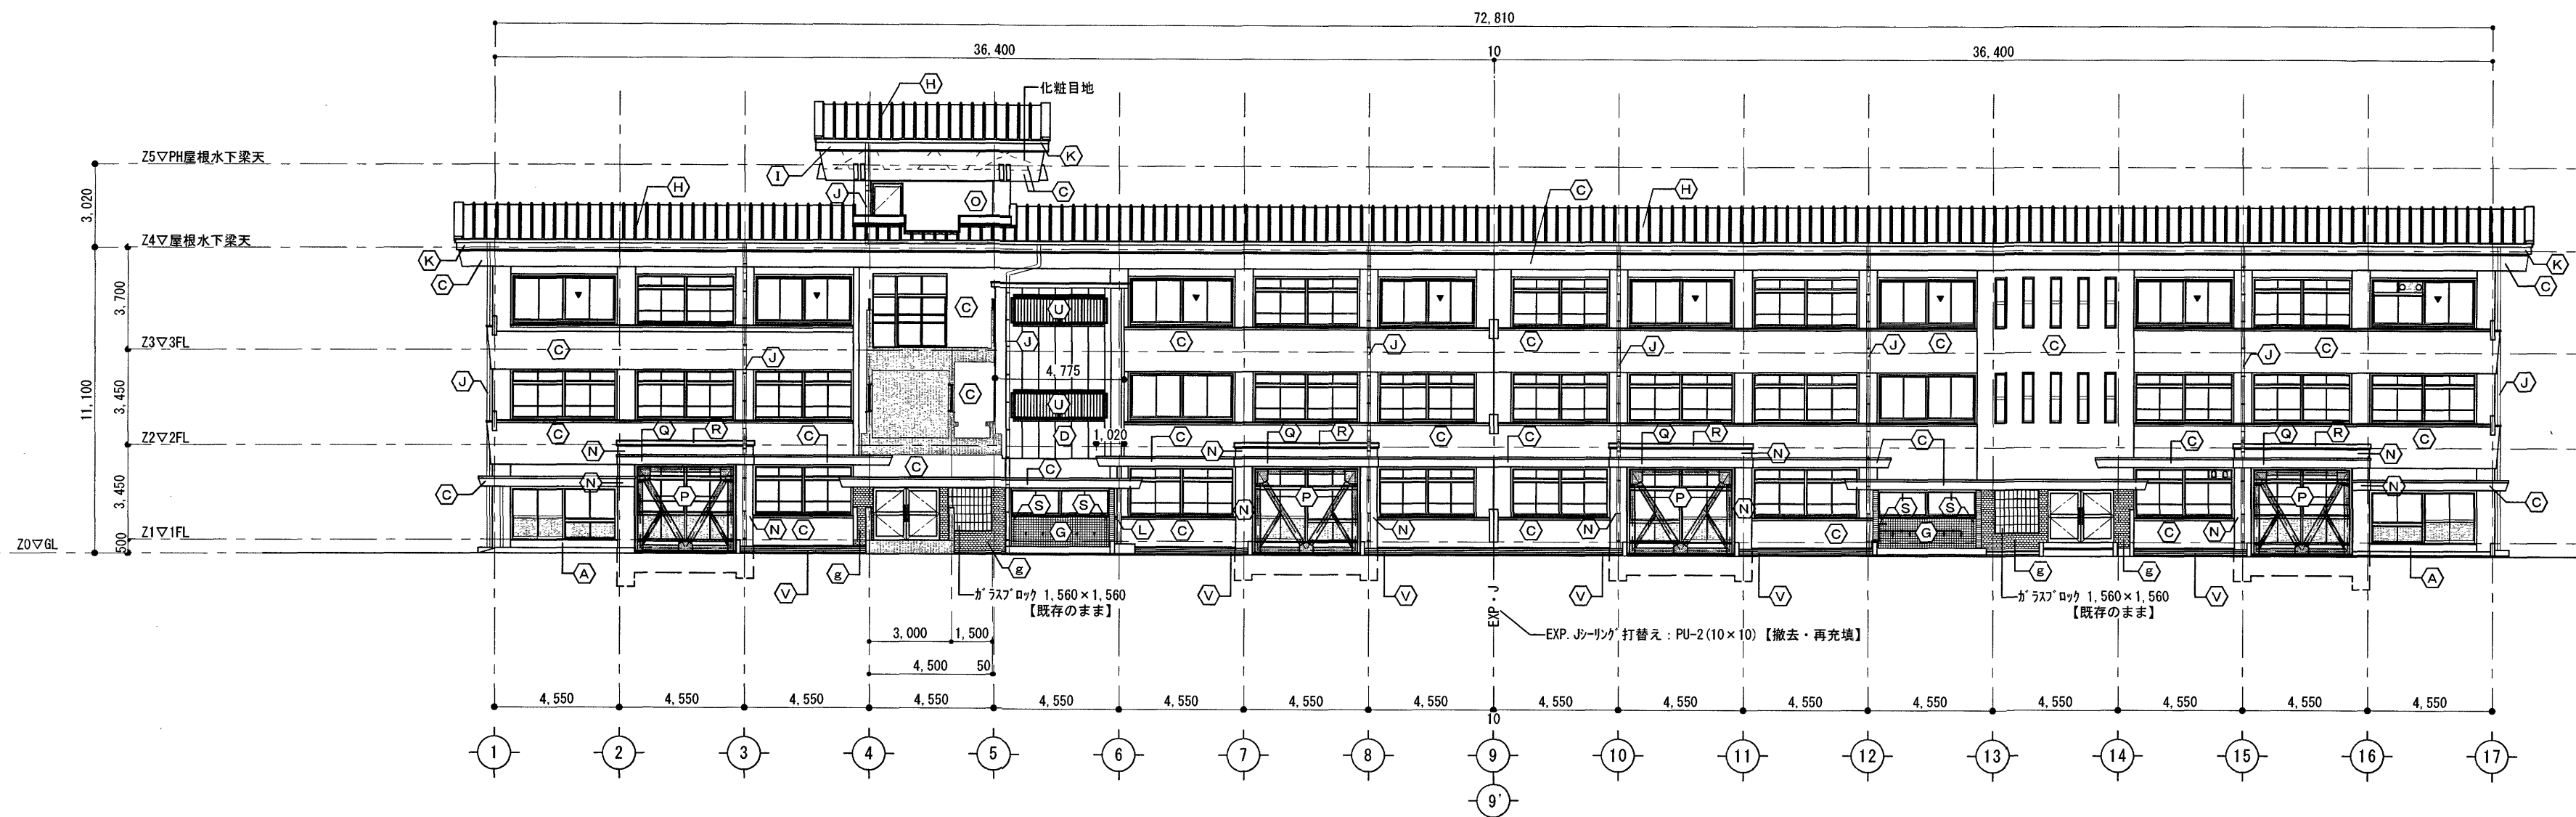 72,810
36,400
10
36,400
H
化粧目地
Z5▽PH屋根水下梁天
K
I
C
3,020
H
J
O
C
H
Z4▽屋根水下梁天
K
C
K
C
C
3,700
U
C
Z3▽3FL
C
J
J
C
J
C
J
J
C
C
J
C
11,100
3,450
J
C
4,775
U
J
Z2▽2FL
C
Q
R
C
D
1,020
C
Q
R
C
C
Q
R
C
C
Q
R
C
N
C
C
N
N
N
3,450
C
N
P
S
S
N
P
P
S
S
P
N
C
500
Z1▽1FL
N
C
G
L
C
N
C
N
N
C
G
C
N
Z0▽GL
A
V
g
g
V
V
V
V
g
g
V
A
ガラスブロック 1,560×1,560
【既存のまま】
ガラスブロック 1,560×1,560
【既存のまま】
EXP・J
EXP.Jシーリング打替え：PU-2(10×10)【撤去・再充填】
3,000
1,500
4,500
50
4,550
4,550
4,550
4,550
4,550
4,550
4,550
4,550
10
4,550
4,550
4,550
4,550
4,550
4,550
4,550
4,550
1
2
3
4
5
6
7
8
9
10
11
12
13
14
15
16
17
9'